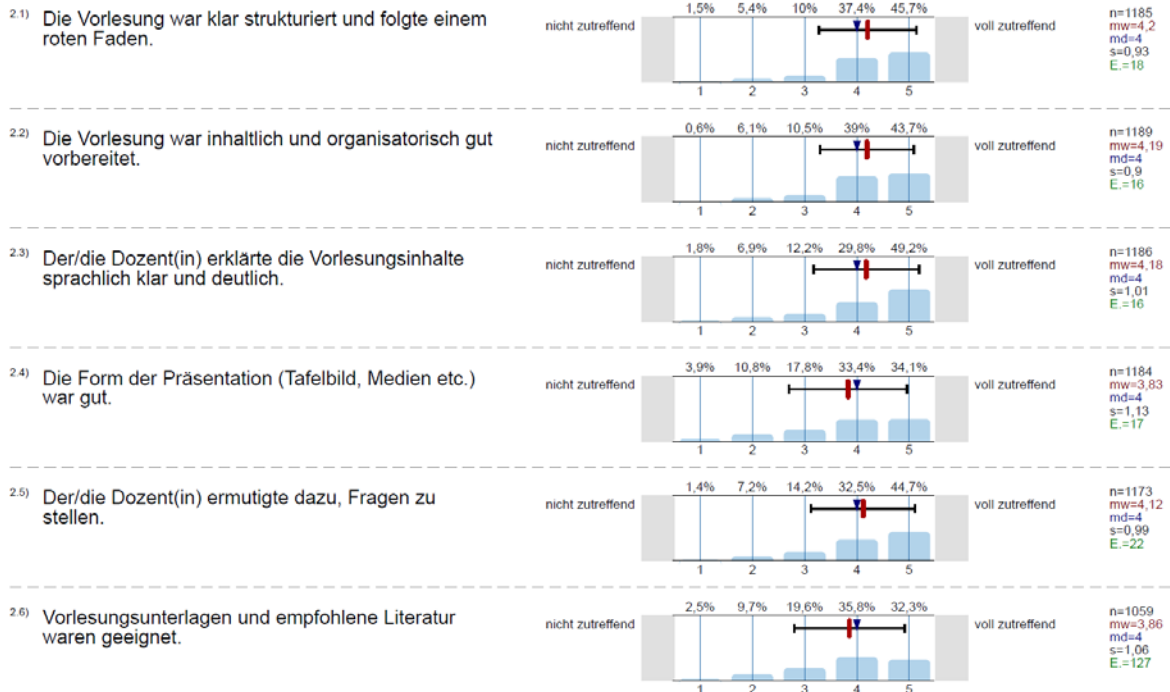 2.1) Die Vorlesung war klar strukturiert und folgte einem
roten Faden.
nicht zutreffend
1,5% 5,4% 10% 37,4% 45,7%
1 2 3 4 5
voll zutreffend
n=1185
mw=4,2
md=4
s=0,93
E.=18
2.2) Die Vorlesung war inhaltlich und organisatorisch gut
vorbereitet.
nicht zutreffend
0,6% 6,1% 10,5% 39% 43,7%
1 2 3 4 5
voll zutreffend
n=1189
mw=4,19
md=4
s=0,9
E.=16
2.3) Der/die Dozent(in) erklärte die Vorlesungsinhalte
sprachlich klar und deutlich.
nicht zutreffend
1,8% 6,9% 12,2% 29,8% 49,2%
1 2 3 4 5
voll zutreffend
n=1186
mw=4,18
md=4
s=1,01
E.=16
2.4) Die Form der Präsentation (Tafelbild, Medien etc.)
war gut.
nicht zutreffend
3,9% 10,8% 17,8% 33,4% 34,1%
1 2 3 4 5
voll zutreffend
n=1184
mw=3,83
md=4
s=1,13
E.=17
2.5) Der/die Dozent(in) ermutigte dazu, Fragen zu
stellen.
nicht zutreffend
1,4% 7,2% 14,2% 32,5% 44,7%
1 2 3 4 5
voll zutreffend
n=1173
mw=4,12
md=4
s=0,99
E.=22
2.6) Vorlesungsunterlagen und empfohlene Literatur
waren geeignet.
nicht zutreffend
2,5% 9,7% 19,6% 35,8% 32,3%
1 2 3 4 5
voll zutreffend
n=1059
mw=3,86
md=4
s=1,06
E.=127